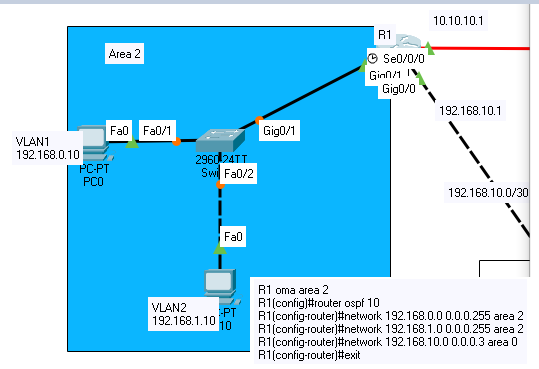 10.10.10.1
R1
Area 2
Se0/0/0
Gig0/1
Gig0/0
192.168.10.1
Fa0
Fa0/1
Gig0/1
VLAN1
192.168.0.10
PC-PT
PC0
Fa0/2
192.168.10.0/30
Fa0
VLAN2
192.168.1.10
R1 oma area 2
R1(config)#router ospf 10
R1(config-router)#network 192.168.0.0 0.0.0.255 area 2
R1(config-router)#network 192.168.1.0 0.0.0.255 area 2
R1(config-router)#network 192.168.10.0 0.0.0.3 area 0
R1(config-router)#exit